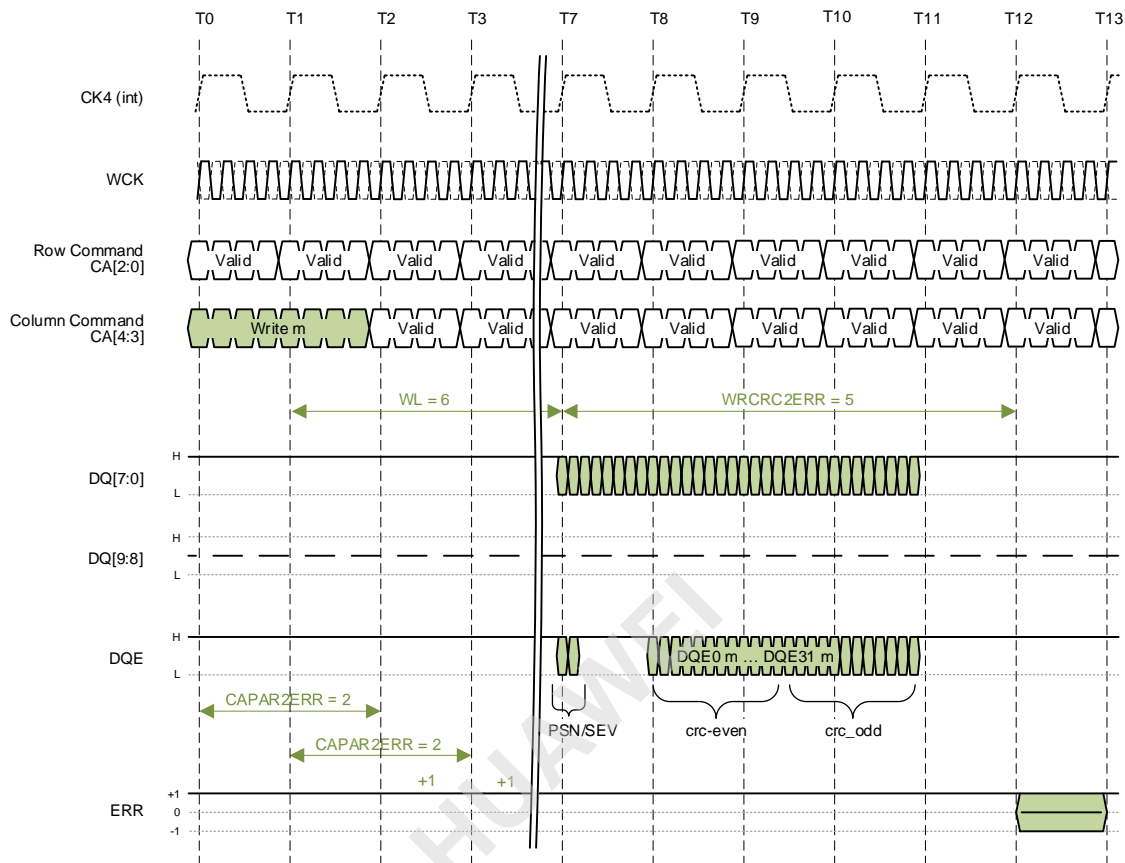 T0 T1 T2 T3 T7 T8 T9 T10 T11 T12 T13
CK4 (int)
WCK
Row Command
CA[2:0]
Valid Valid Valid Valid Valid Valid Valid Valid Valid Valid
Column Command
CA[4:3]
Write m Valid Valid Valid Valid Valid Valid Valid Valid
WL = 6 WRCRC2ERR = 5
H
DQ[7:0]
L
H
DQ[9:8]
L
H
DQE
DQE0 m ... DQE31 m
L
CAPAR2ERR = 2
PSN/SEV crc-even crc_odd
CAPAR2ERR = 2
+1 +1
+1
ERR
0
-1
HUAWEI